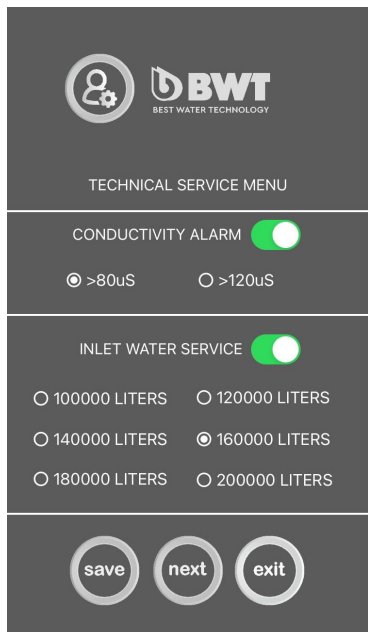 BWT
BEST WATER TECHNOLOGY
TECHNICAL SERVICE MENU
CONDUCTIVITY ALARM
>80uS >120uS
INLET WATER SERVICE
100000 LITERS 120000 LITERS
140000 LITERS 160000 LITERS
180000 LITERS 200000 LITERS
save next exit